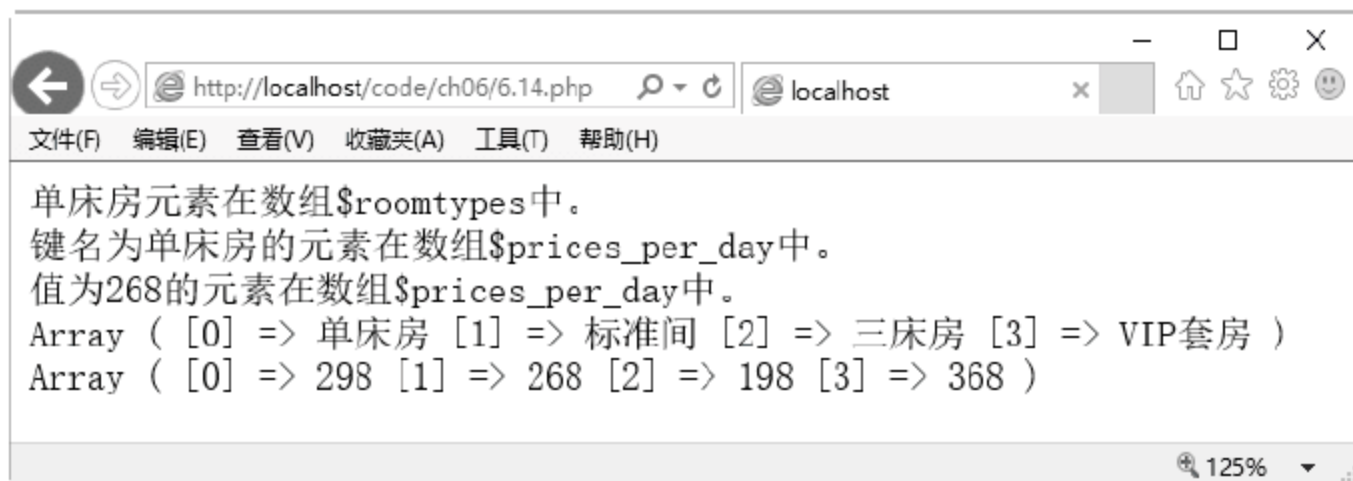 http://localhost/code/ch06/6.14.php
localhost
文件(F) 编辑(E) 查看(V) 收藏夹(A) 工具(T) 帮助(H)
单床房元素在数组$roomtypes中。
键名为单床房的元素在数组$prices_per_day中。
值为268的元素在数组$prices_per_day中。
Array ( [0] => 单床房 [1] => 标准间 [2] => 三床房 [3] => VIP套房 )
Array ( [0] => 298 [1] => 268 [2] => 198 [3] => 368 )
125%